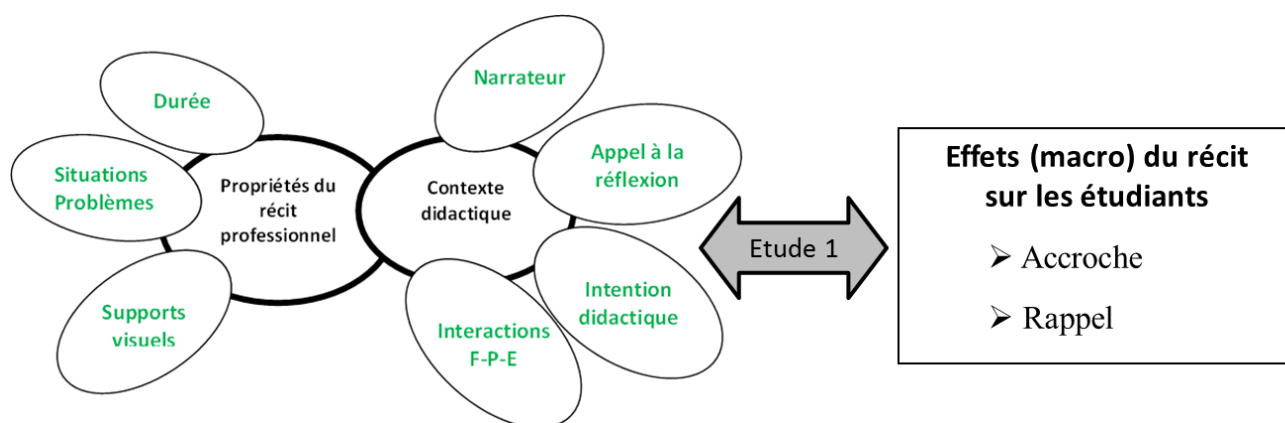 Durée
Situations
Problèmes
Supports
visuels
Propriétés du
récit
professionnel
Contexte
didactique
Narrateur
Appel à la
réflexion
Intention
didactique
Interactions
F-P-E
Etude 1
Effets (macro) du récit
sur les étudiants
➢ Accroche
➢ Rappel